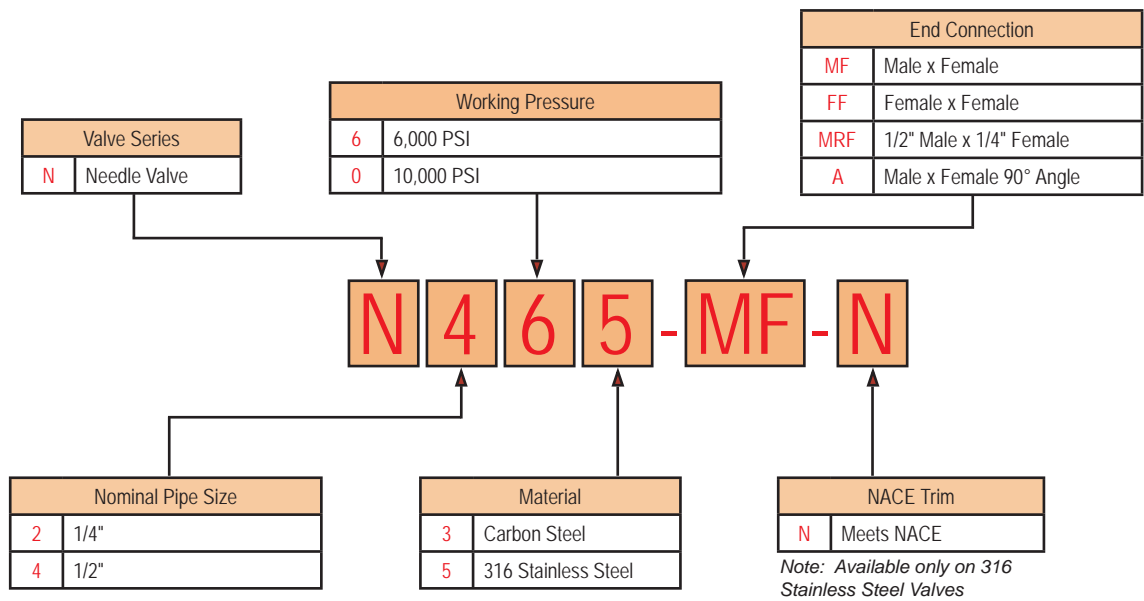 End Connection
MF Male x Female
FF Female x Female
MRF 1/2" Male x 1/4" Female
A Male x Female 90° Angle
Working Pressure
6 6,000 PSI
0 10,000 PSI
Valve Series
N Needle Valve
N465-MF-N
Nominal Pipe Size
2 1/4"
4 1/2"
Material
3 Carbon Steel
5 316 Stainless Steel
NACE Trim
N Meets NACE
Note: Available only on 316
Stainless Steel Valves